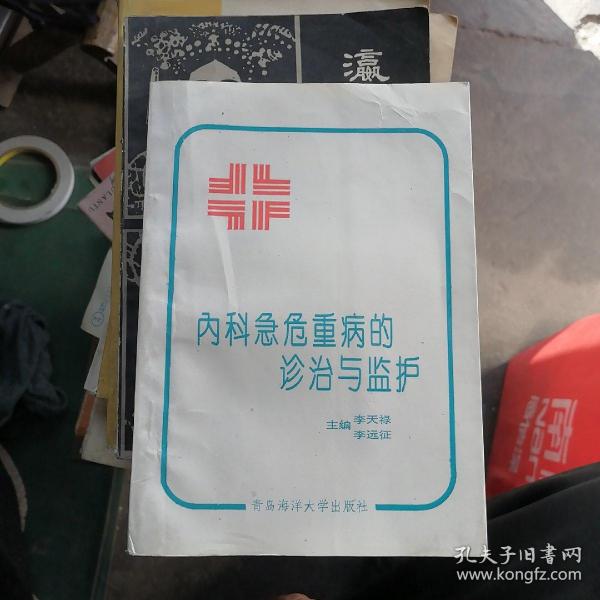 瀛
内科急危重病的
诊治与监护
主编 李天禄
李远征
青岛海洋大学出版社
孔夫子旧书网
www.kongfz.com